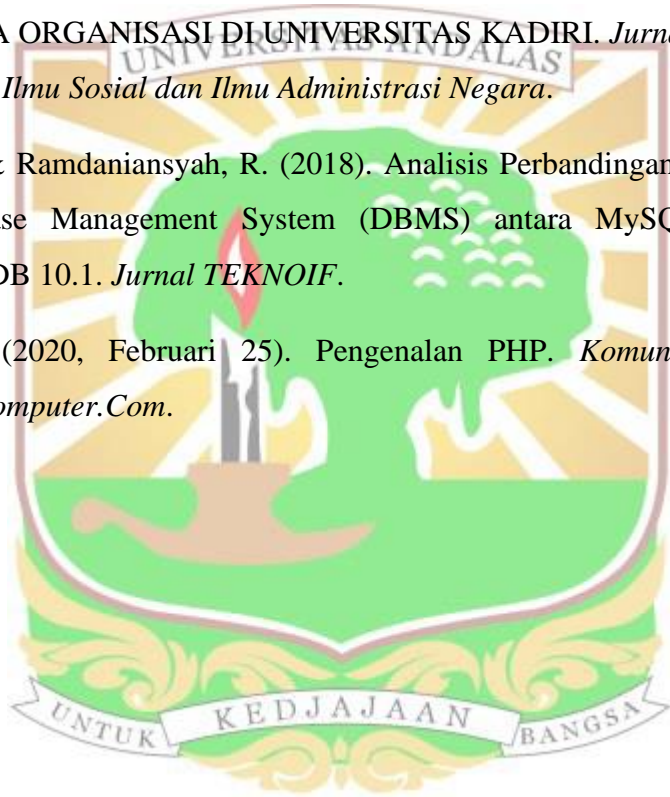 A ORGANISASI DI UNIVERSITAS KADIRI. Jurna
UNIVERSITAS ANDALAS
Ilmu Sosial dan Ilmu Administrasi Negara.
& Ramdaniansyah, R. (2018). Analisis Perbandingan
se Management System (DBMS) antara MySQ
DB 10.1. Jurnal TEKNOIF.
(2020, Februari 25). Pengenalan PHP. Komun
omputer.Com.
UNTUK KEDJAJAAN BANGSA